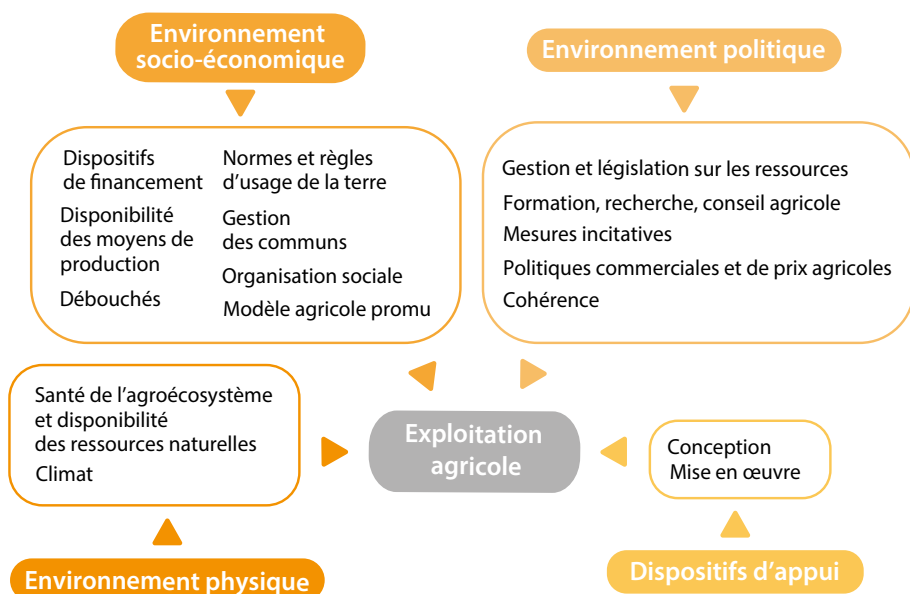 Environnement
socio-économique
Environnement politique
Dispositifs
de financement
Disponibilité
des moyens de
production
Débouchés
Normes et règles
d'usage de la terre
Gestion
des communs
Organisation sociale
Modèle agricole promu
Gestion et législation sur les ressources
Formation, recherche, conseil agricole
Mesures incitatives
Politiques commerciales et de prix agricoles
Cohérence
Santé de l'agroécosystème
et disponibilité
des ressources naturelles
Climat
Exploitation
agricole
Conception
Mise en œuvre
Environnement physique
Dispositifs d'appui